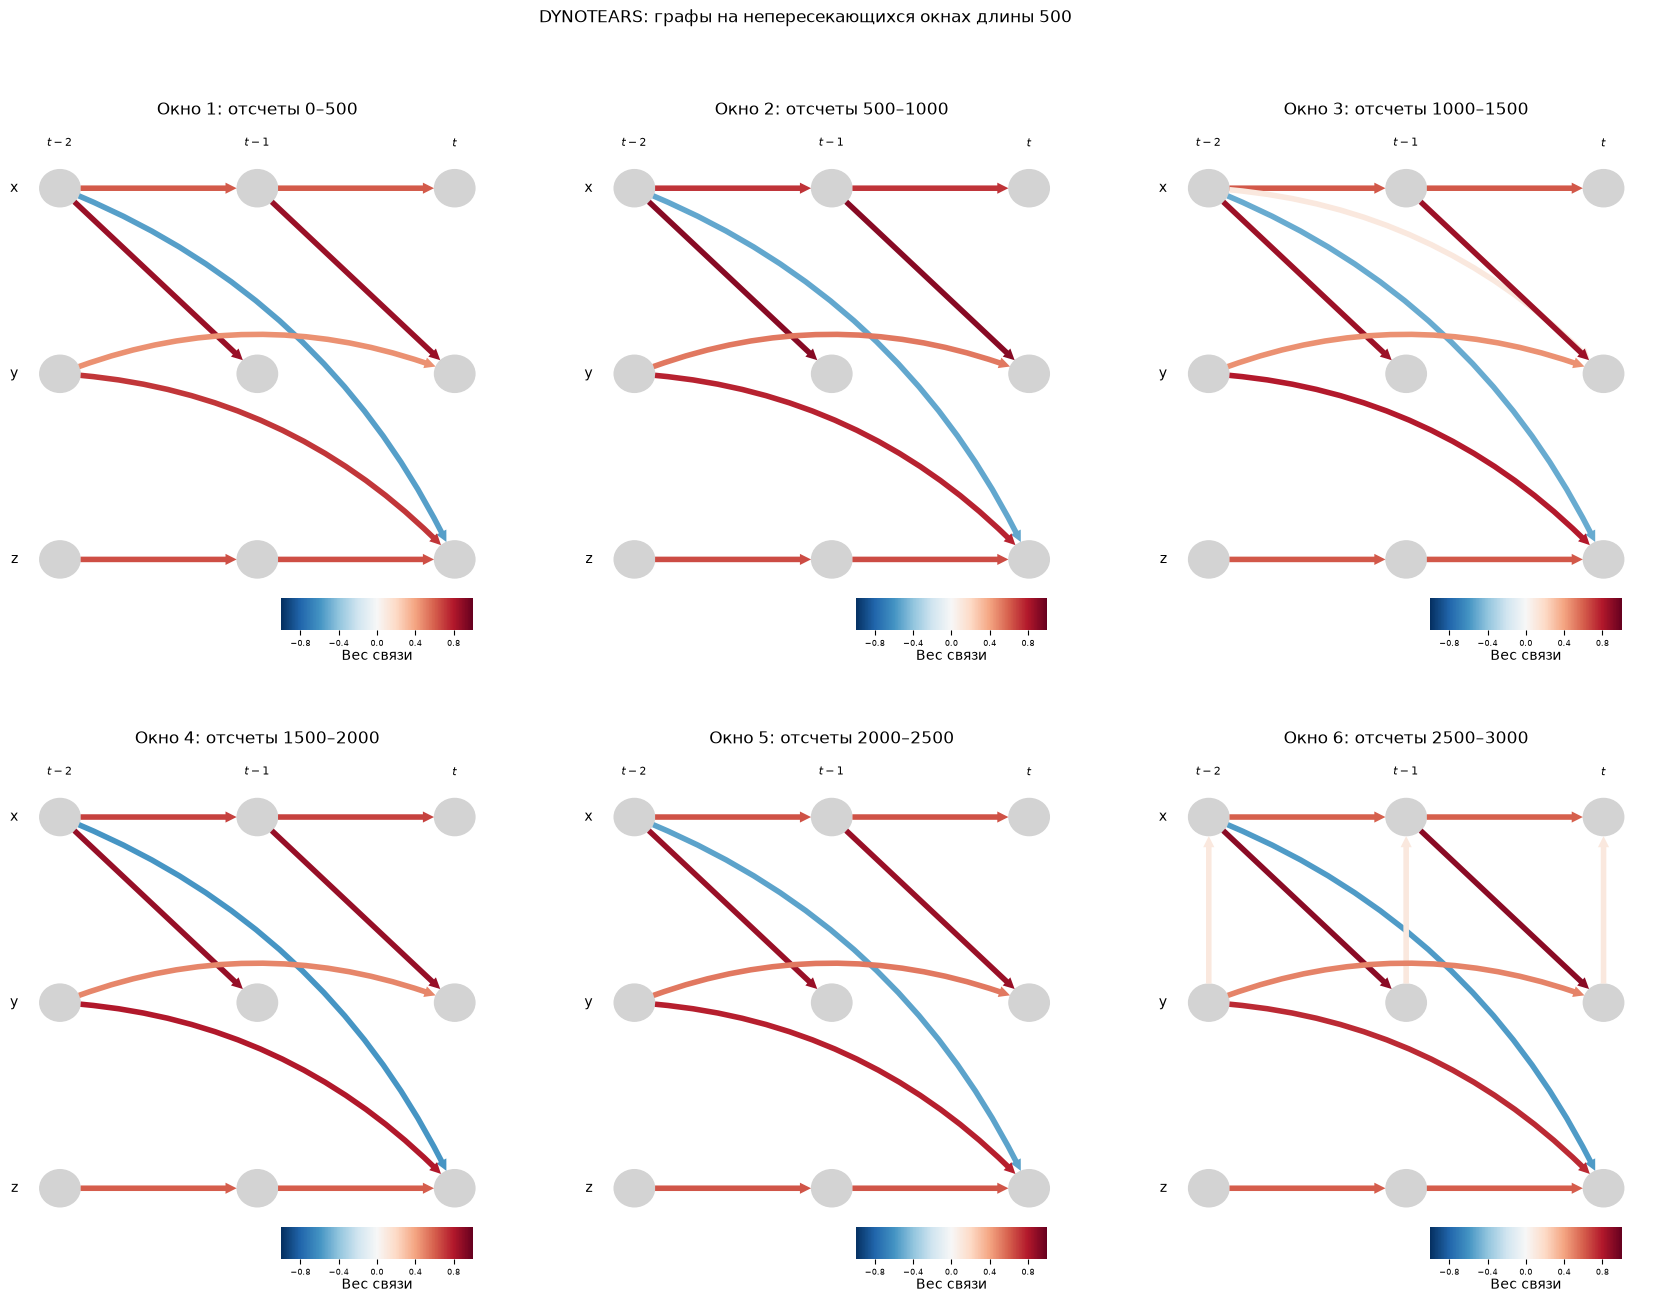 DYNOTEARS: графы на непересекающихся окнах длины 500
Окно 1: отсчеты 0–500
t − 2 t − 1 t
x
y
z
−0.8 −0.4 0.0 0.4 0.8
Вес связи
Окно 2: отсчеты 500–1000
t − 2 t − 1 t
x
y
z
−0.8 −0.4 0.0 0.4 0.8
Вес связи
Окно 3: отсчеты 1000–1500
t − 2 t − 1 t
x
y
z
−0.8 −0.4 0.0 0.4 0.8
Вес связи
Окно 4: отсчеты 1500–2000
t − 2 t − 1 t
x
y
z
−0.8 −0.4 0.0 0.4 0.8
Вес связи
Окно 5: отсчеты 2000–2500
t − 2 t − 1 t
x
y
z
−0.8 −0.4 0.0 0.4 0.8
Вес связи
Окно 6: отсчеты 2500–3000
t − 2 t − 1 t
x
y
z
−0.8 −0.4 0.0 0.4 0.8
Вес связи